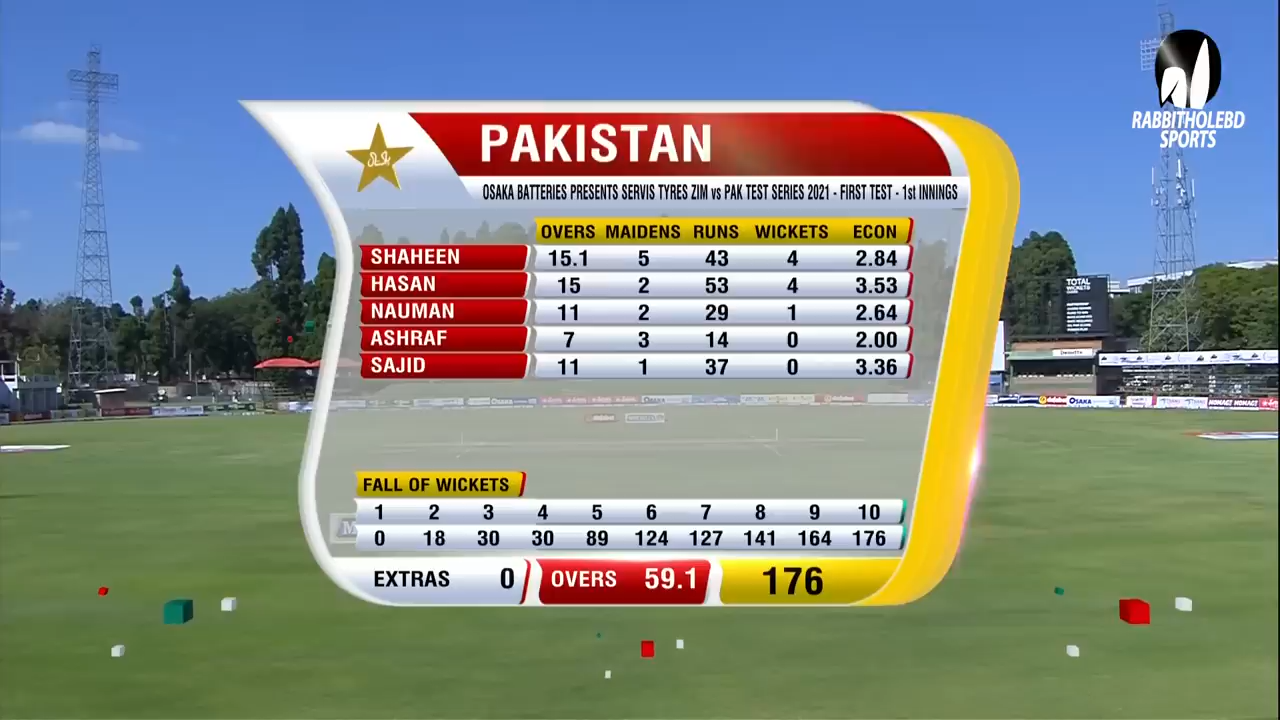 RABBITHOLEBD
SPORTS
PAKISTAN
OSAKA BATTERIES PRESENTS SERVIS TYRES ZIM vs PAK TEST SERIES 2021 - FIRST TEST - 1st INNINGS
OVERS MAIDENS RUNS WICKETS ECON
SHAHEEN 15.1 5 43 4 2.84
HASAN 15 2 53 4 3.53
NAUMAN 11 2 29 1 2.64
ASHRAF 7 3 14 0 2.00
SAJID 11 1 37 0 3.36
FALL OF WICKETS
1 2 3 4 5 6 7 8 9 10
0 18 30 30 89 124 127 141 164 176
EXTRAS 0 OVERS 59.1 176
TOTAL
WICKETS
OSAKA